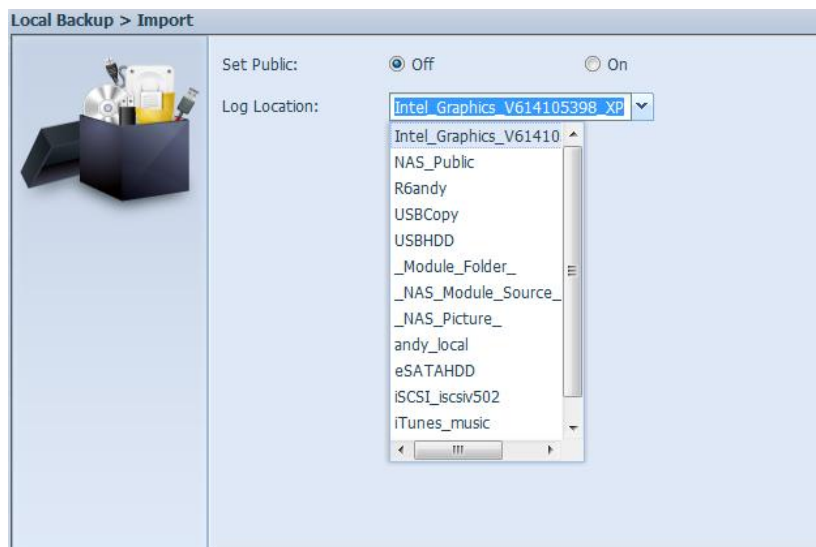 Local Backup > Import
Set Public: Off On
Log Location: Intel_Graphics_V614105398_XP
Intel_Graphics_V61410
NAS_Public
R6andy
USBCopy
USBHDD
_Module_Folder_
_NAS_Module_Source_
_NAS_Picture_
andy_local
eSATAHDD
iSCSI_iscsiv502
iTunes_music